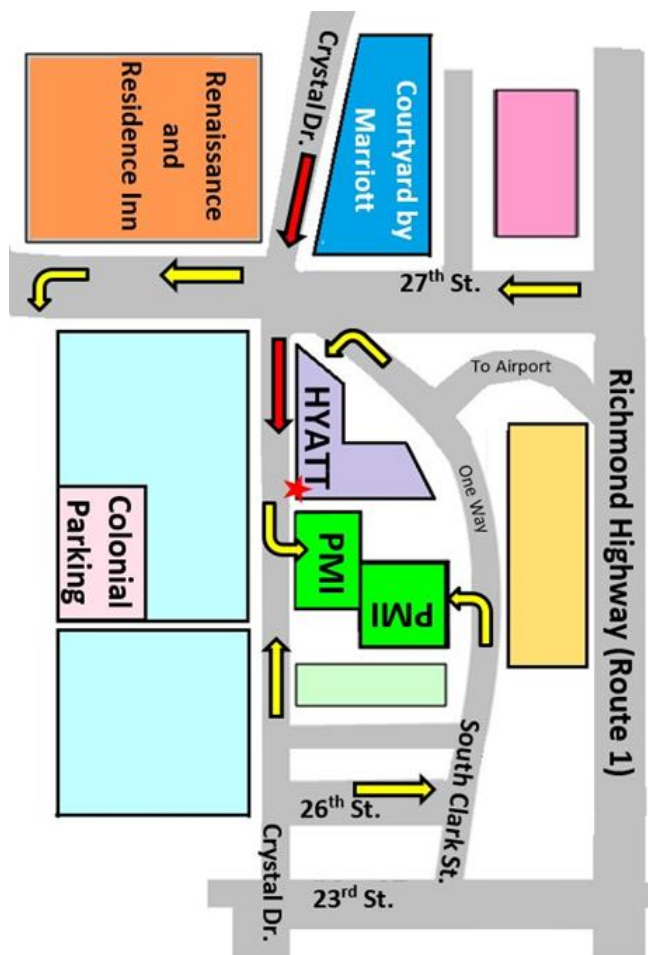 Renaissance
and
Residence Inn
Crystal Dr.
Courtyard by
Marriott
27th St.
To Airport
Richmond Highway (Route 1)
HYATT
One Way
Colonial
Parking
PMI
PMI
South Clark St.
26th St.
Crystal Dr.
23rd St.